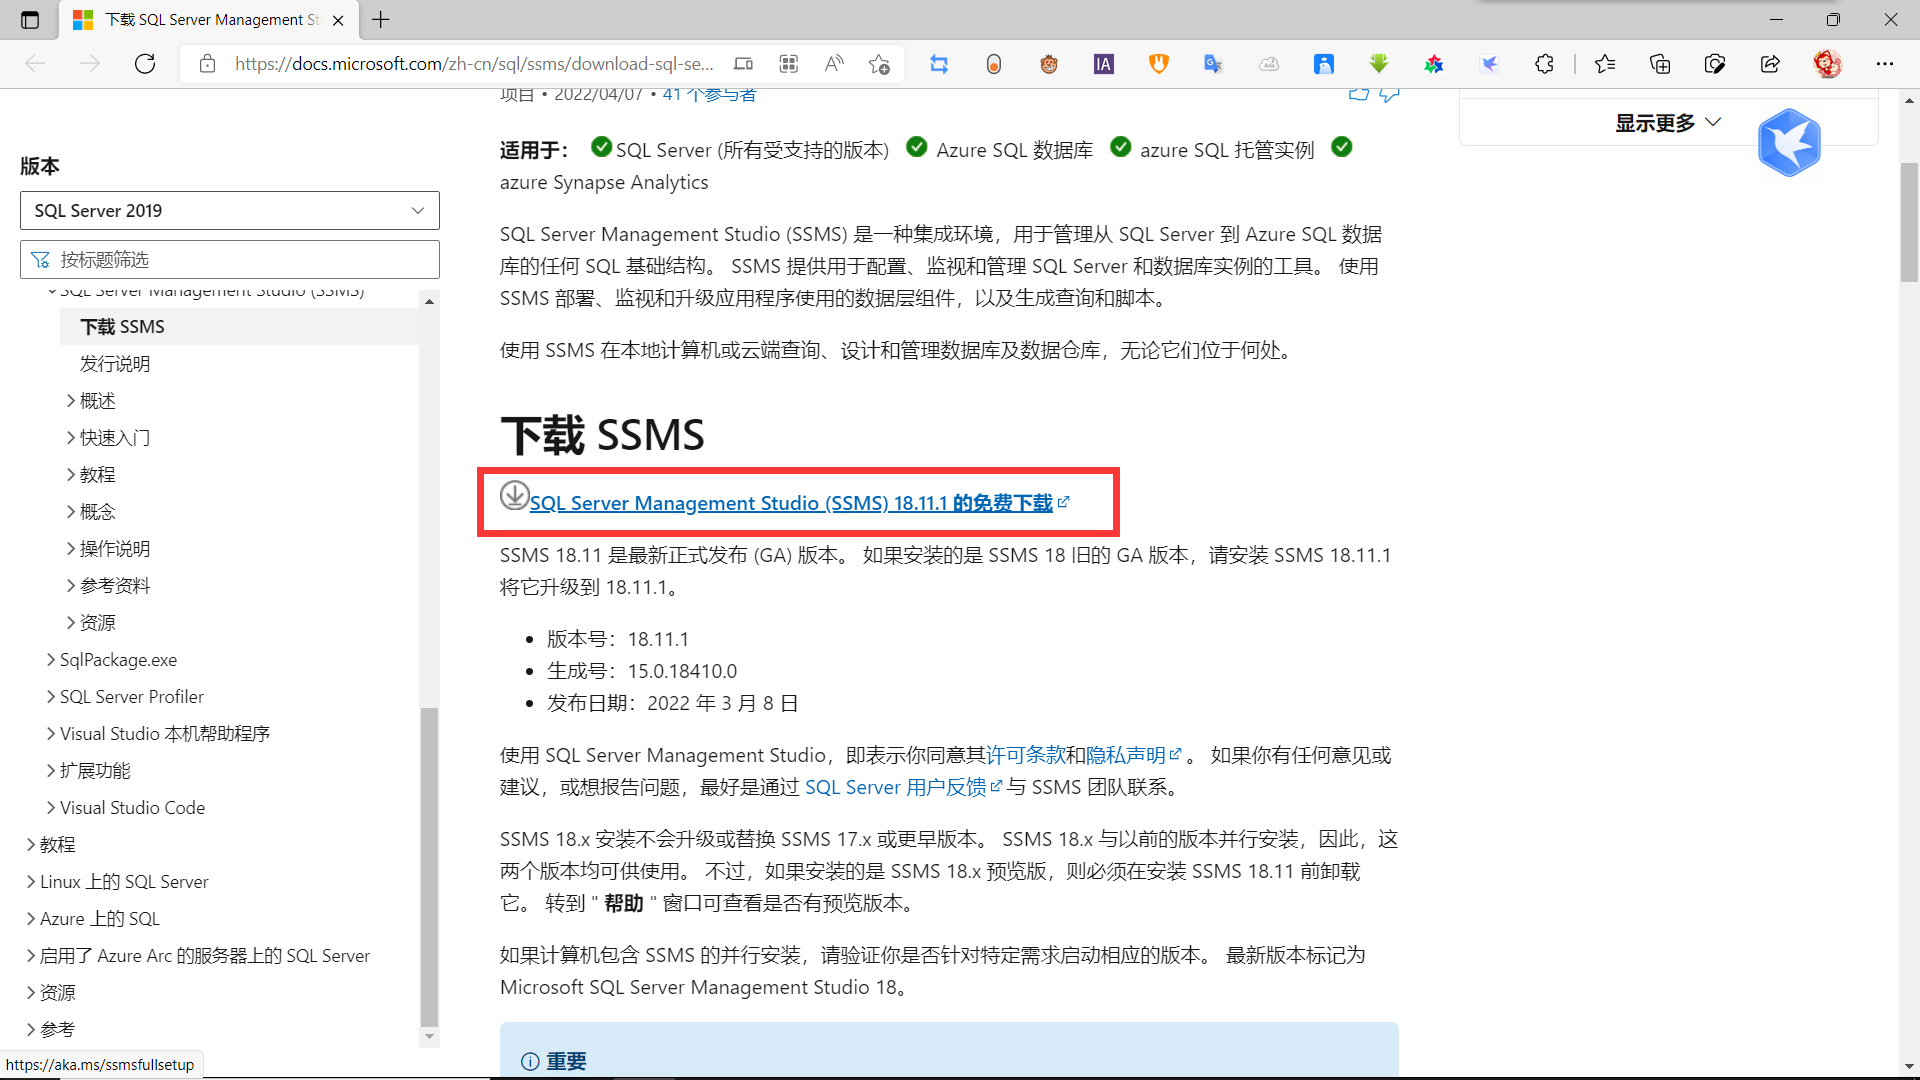 下载 SQL Server Management St
https://docs.microsoft.com/zh-cn/sql/ssms/download-sql-se...
项目 • 2022/04/07 • 41 个参与者
显示更多
版本
SQL Server 2019
按标题筛选
SQL Server Management Studio (SSMS)
下载 SSMS
发行说明
概述
快速入门
教程
概念
操作说明
参考资料
资源
SqlPackage.exe
SQL Server Profiler
Visual Studio 本机帮助程序
扩展功能
Visual Studio Code
教程
Linux 上的 SQL Server
Azure 上的 SQL
启用了 Azure Arc 的服务器上的 SQL Server
资源
参考
https://aka.ms/ssmsfullsetup
适用于： SQL Server (所有受支持的版本) Azure SQL 数据库 azure SQL 托管实例
azure Synapse Analytics
SQL Server Management Studio (SSMS) 是一种集成环境，用于管理从 SQL Server 到 Azure SQL 数据
库的任何 SQL 基础结构。 SSMS 提供用于配置、监视和管理 SQL Server 和数据库实例的工具。 使用
SSMS 部署、监视和升级应用程序使用的数据层组件，以及生成查询和脚本。
使用 SSMS 在本地计算机或云端查询、设计和管理数据库及数据仓库，无论它们位于何处。
下载 SSMS
SQL Server Management Studio (SSMS) 18.11.1 的免费下载
SSMS 18.11 是最新正式发布 (GA) 版本。 如果安装的是 SSMS 18 旧的 GA 版本，请安装 SSMS 18.11.1
将它升级到 18.11.1。
• 版本号：18.11.1
• 生成号：15.0.18410.0
• 发布日期：2022 年 3 月 8 日
使用 SQL Server Management Studio，即表示你同意其许可条款和隐私声明。 如果你有任何意见或
建议，或想报告问题，最好是通过 SQL Server 用户反馈与 SSMS 团队联系。
SSMS 18.x 安装不会升级或替换 SSMS 17.x 或更早版本。 SSMS 18.x 与以前的版本并行安装，因此，这
两个版本均可供使用。 不过，如果安装的是 SSMS 18.x 预览版，则必须在安装 SSMS 18.11 前卸载
它。 转到 " 帮助 " 窗口可查看是否有预览版本。
如果计算机包含 SSMS 的并行安装，请验证你是否针对特定需求启动相应的版本。 最新版本标记为
Microsoft SQL Server Management Studio 18。
重要